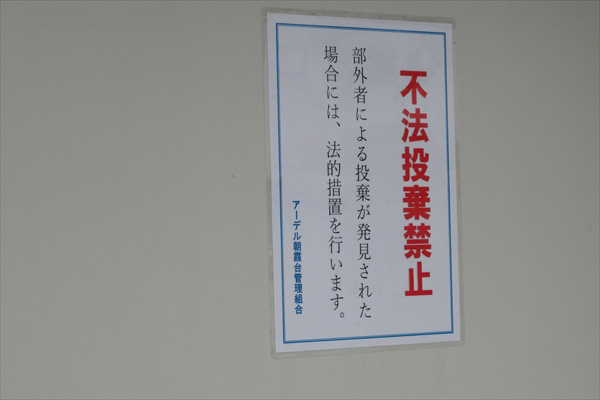 不法投棄禁止
部外者による投棄が発見された
場合には、法的措置を行います。
アーデル朝霞台管理組合